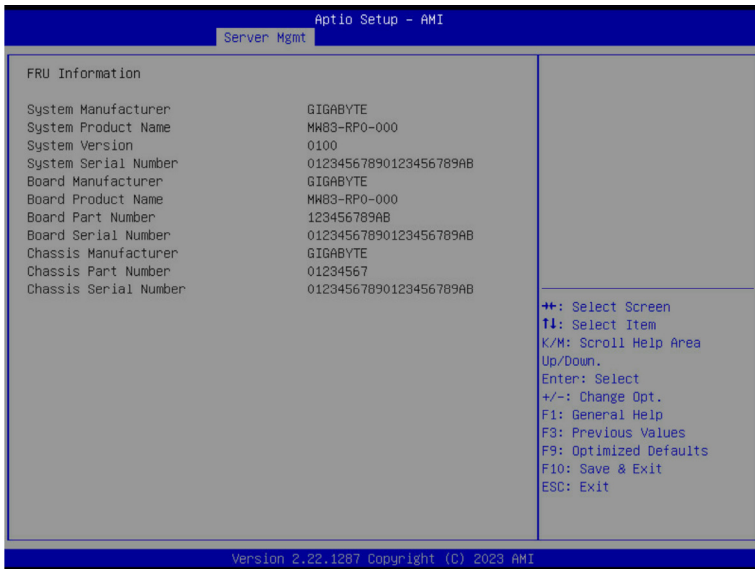 Aptio Setup – AMI
Server Mgmt
FRU Information
System Manufacturer GIGABYTE
System Product Name MW83-RP0-000
System Version 0100
System Serial Number 01234567890123456789AB
Board Manufacturer GIGABYTE
Board Product Name MW83-RP0-000
Board Part Number 123456789AB
Board Serial Number 01234567890123456789AB
Chassis Manufacturer GIGABYTE
Chassis Part Number 01234567
Chassis Serial Number 01234567890123456789AB
→←: Select Screen
↑↓: Select Item
K/M: Scroll Help Area
Up/Down.
Enter: Select
+/-: Change Opt.
F1: General Help
F3: Previous Values
F9: Optimized Defaults
F10: Save & Exit
ESC: Exit
Version 2.22.1287 Copyright (C) 2023 AMI